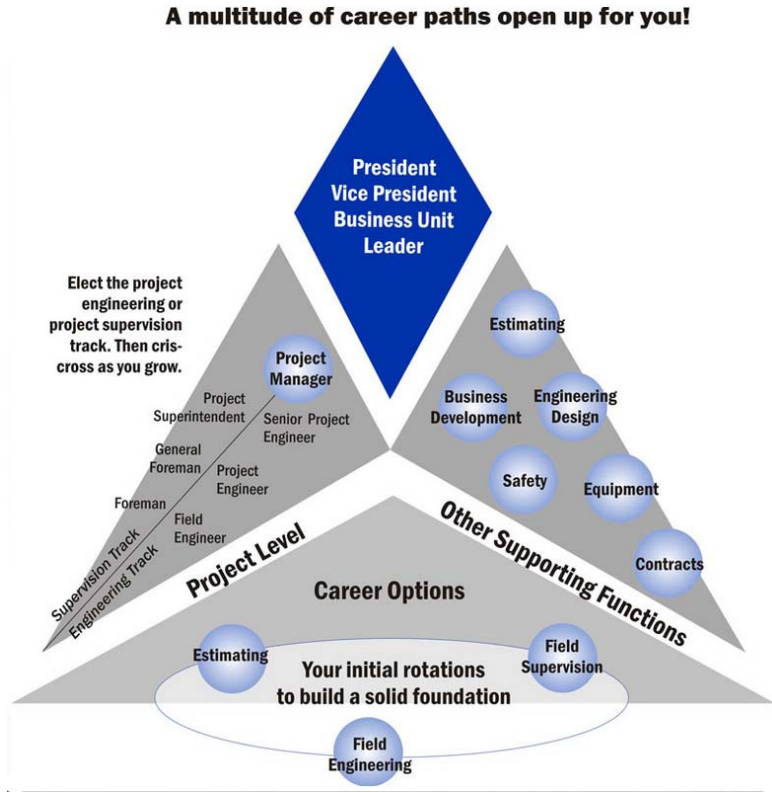 A multitude of career paths open up for you!
President
Vice President
Business Unit
Leader
Elect the project
engineering or
project supervision
track. Then cris-
cross as you grow.
Project
Manager
Project
Superintendent
Senior Project
Engineer
General
Foreman
Project
Engineer
Foreman
Field
Engineer
Supervision Track
Engineering Track
Project Level
Estimating
Business
Development
Engineering
Design
Safety
Equipment
Contracts
Other Supporting Functions
Career Options
Estimating
Field
Supervision
Your initial rotations
to build a solid foundation
Field
Engineering